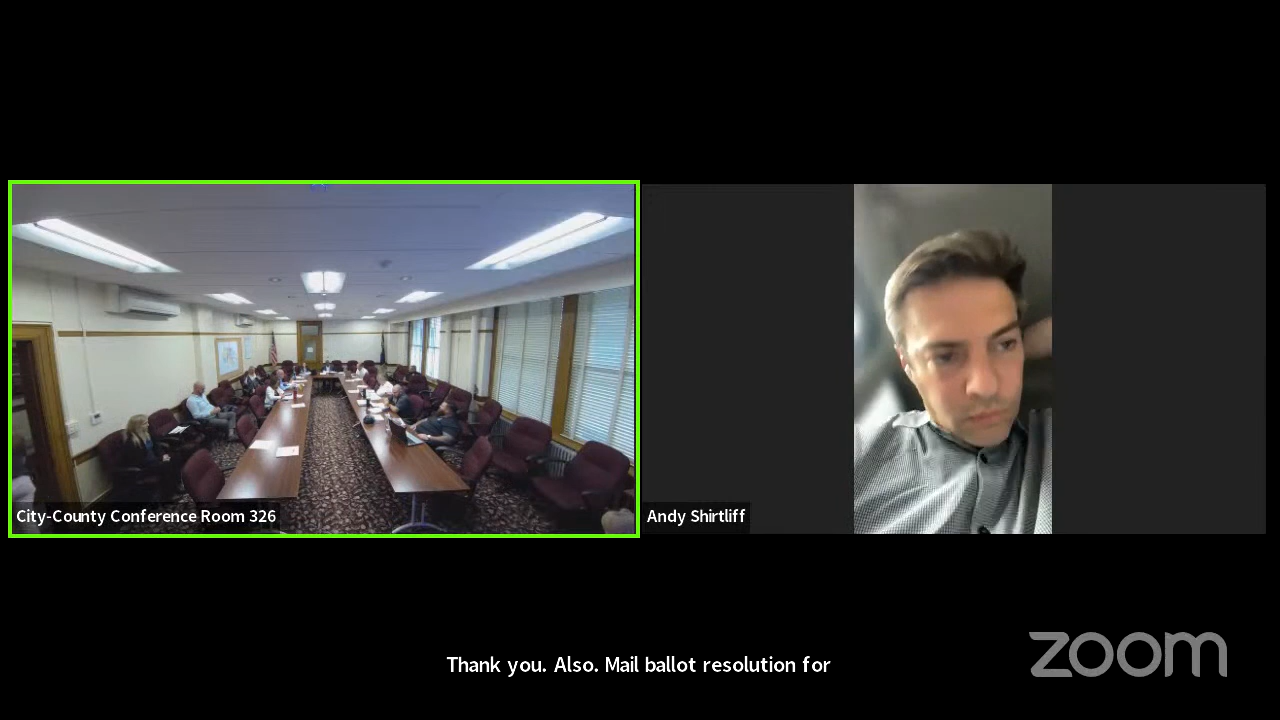 City-County Conference Room 326
Andy Shirtliff
Thank you. Also. Mail ballot resolution for
zoom